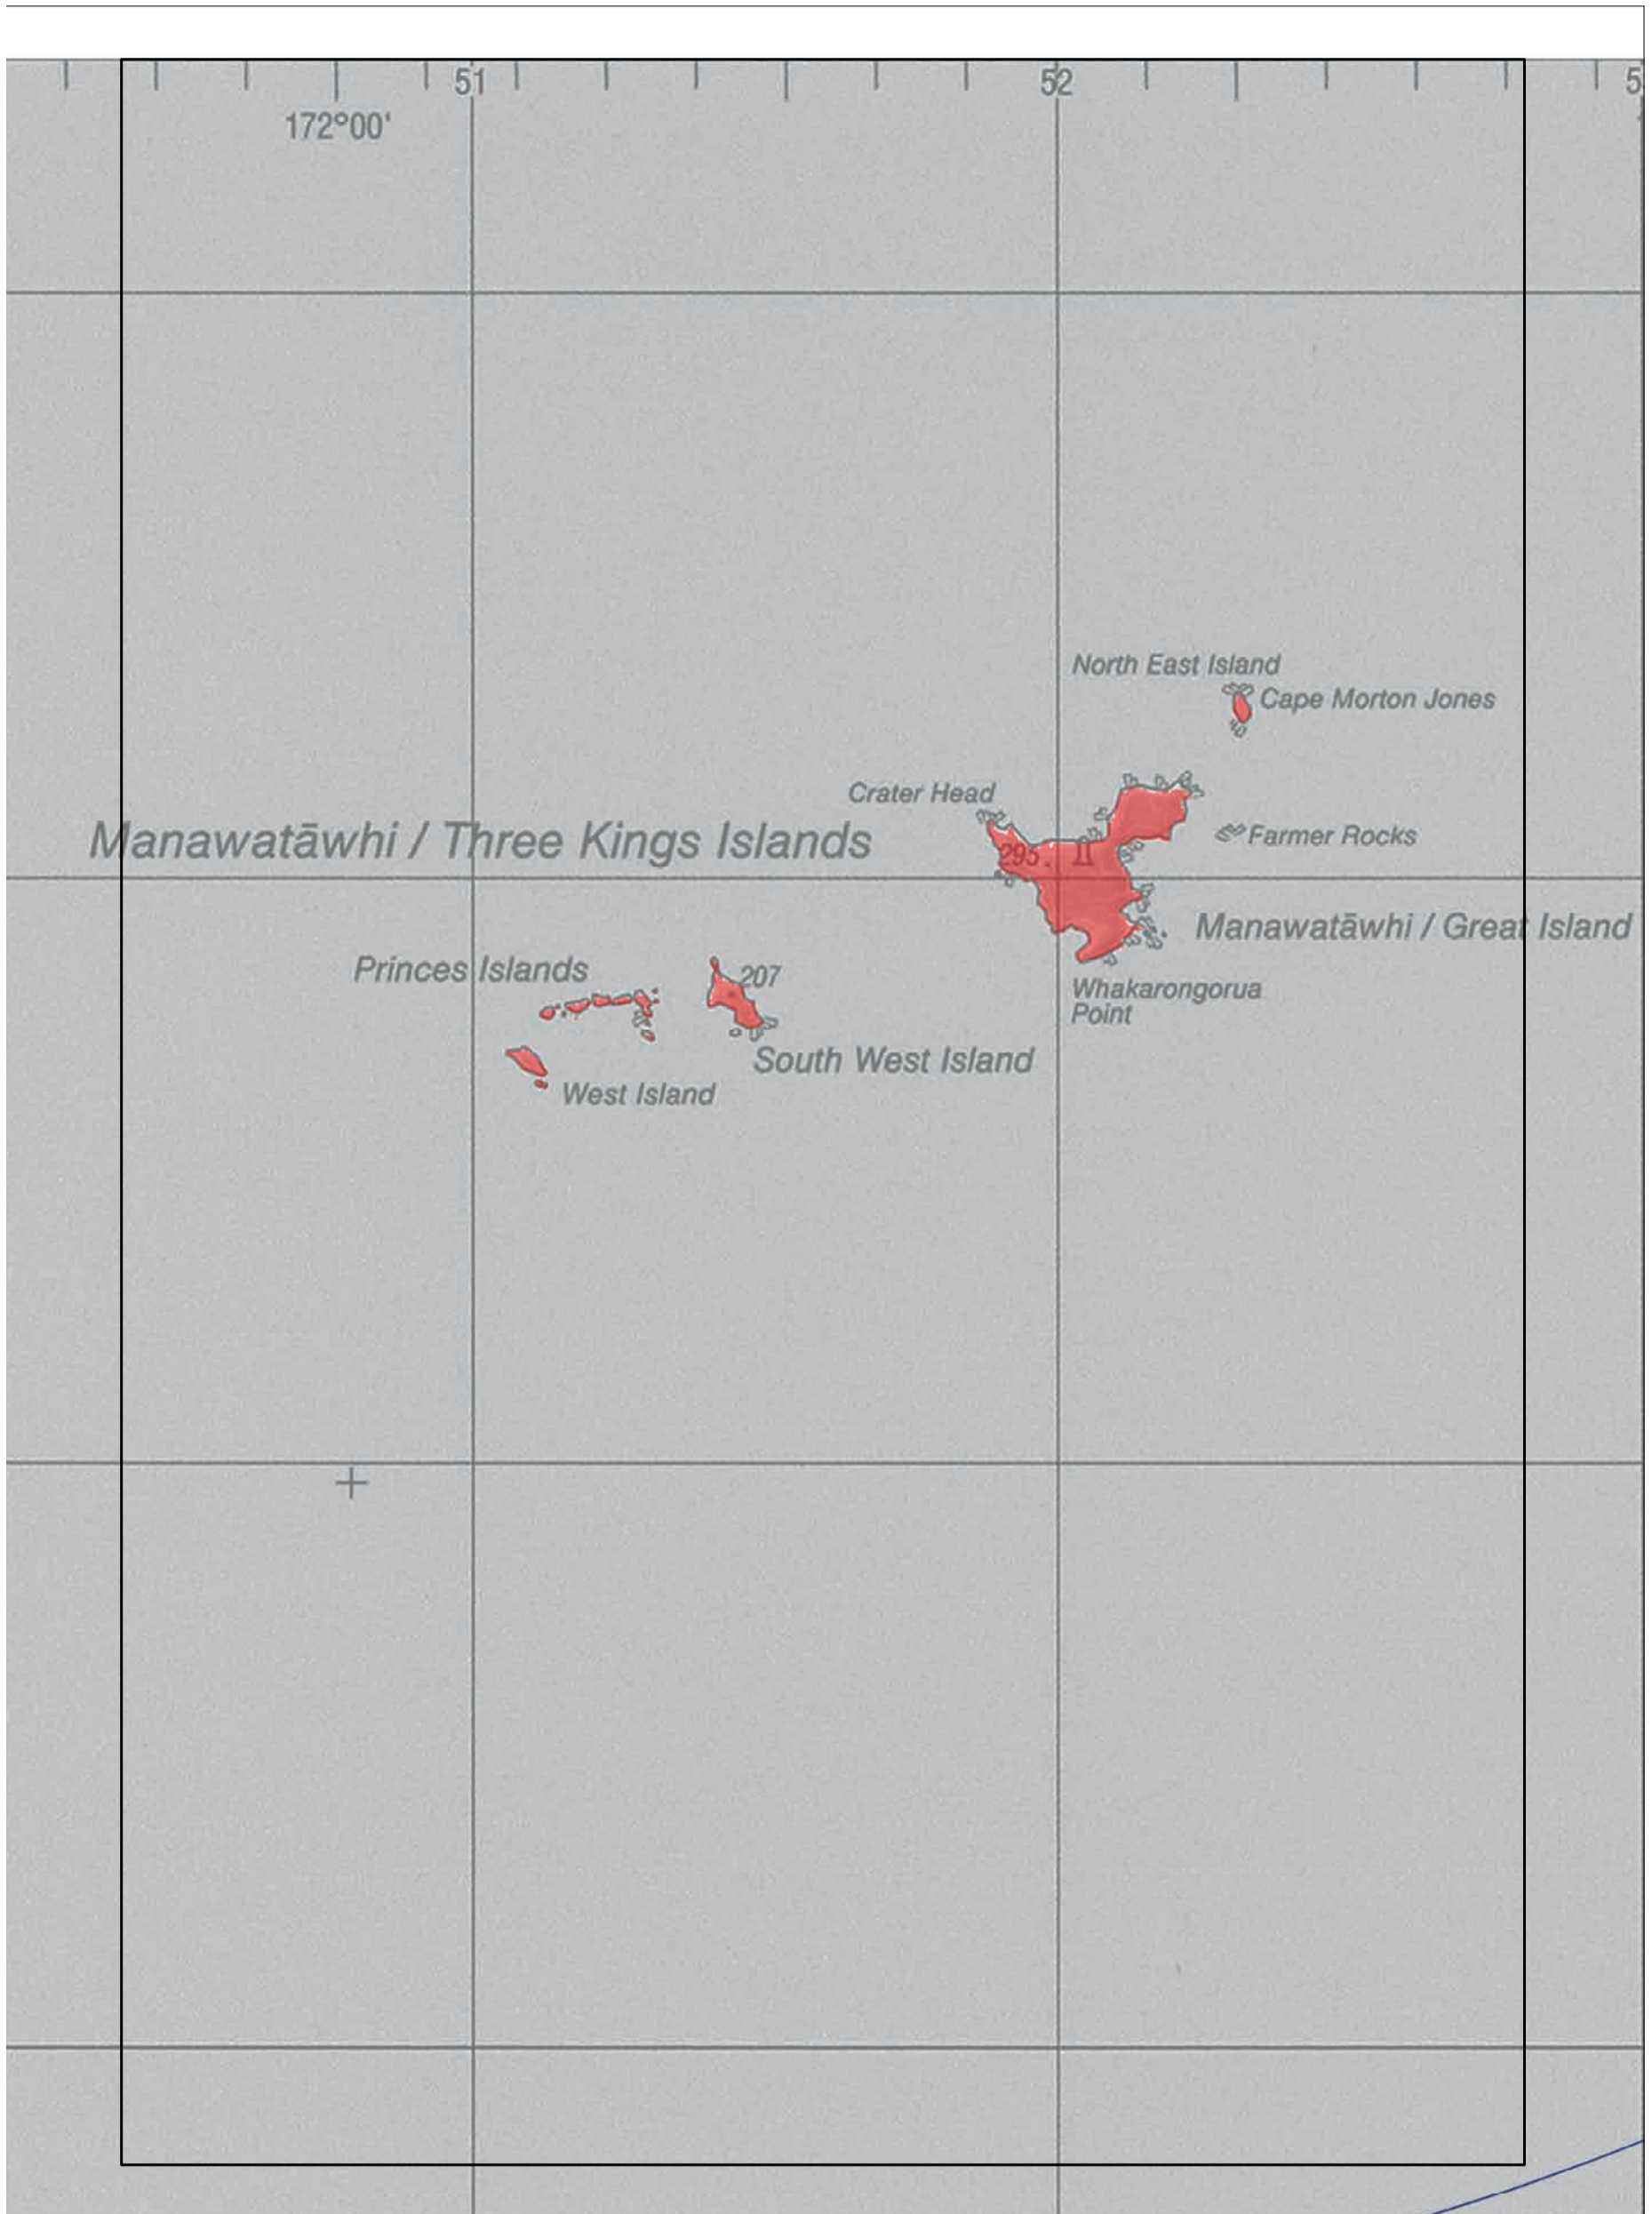 51
52
5
172°00'
North East Island
Cape Morton Jones
Crater Head
Manawatāwhi / Three Kings Islands
Farmer Rocks
295
Manawatāwhi / Great Island
Princes Islands
207
Whakarongorua
Point
South West Island
West Island